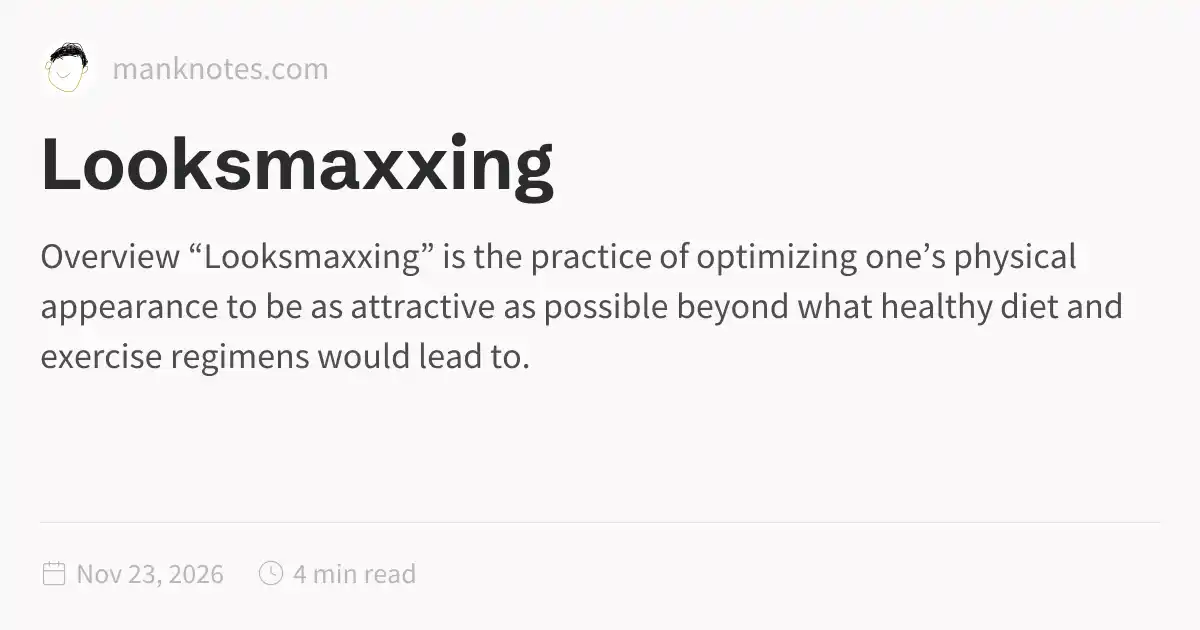 manknotes.com
Looksmaxxing
Overview “Looksmaxxing” is the practice of optimizing one’s physical
appearance to be as attractive as possible beyond what healthy diet and
exercise regimens would lead to.
Nov 23, 2026 4 min read